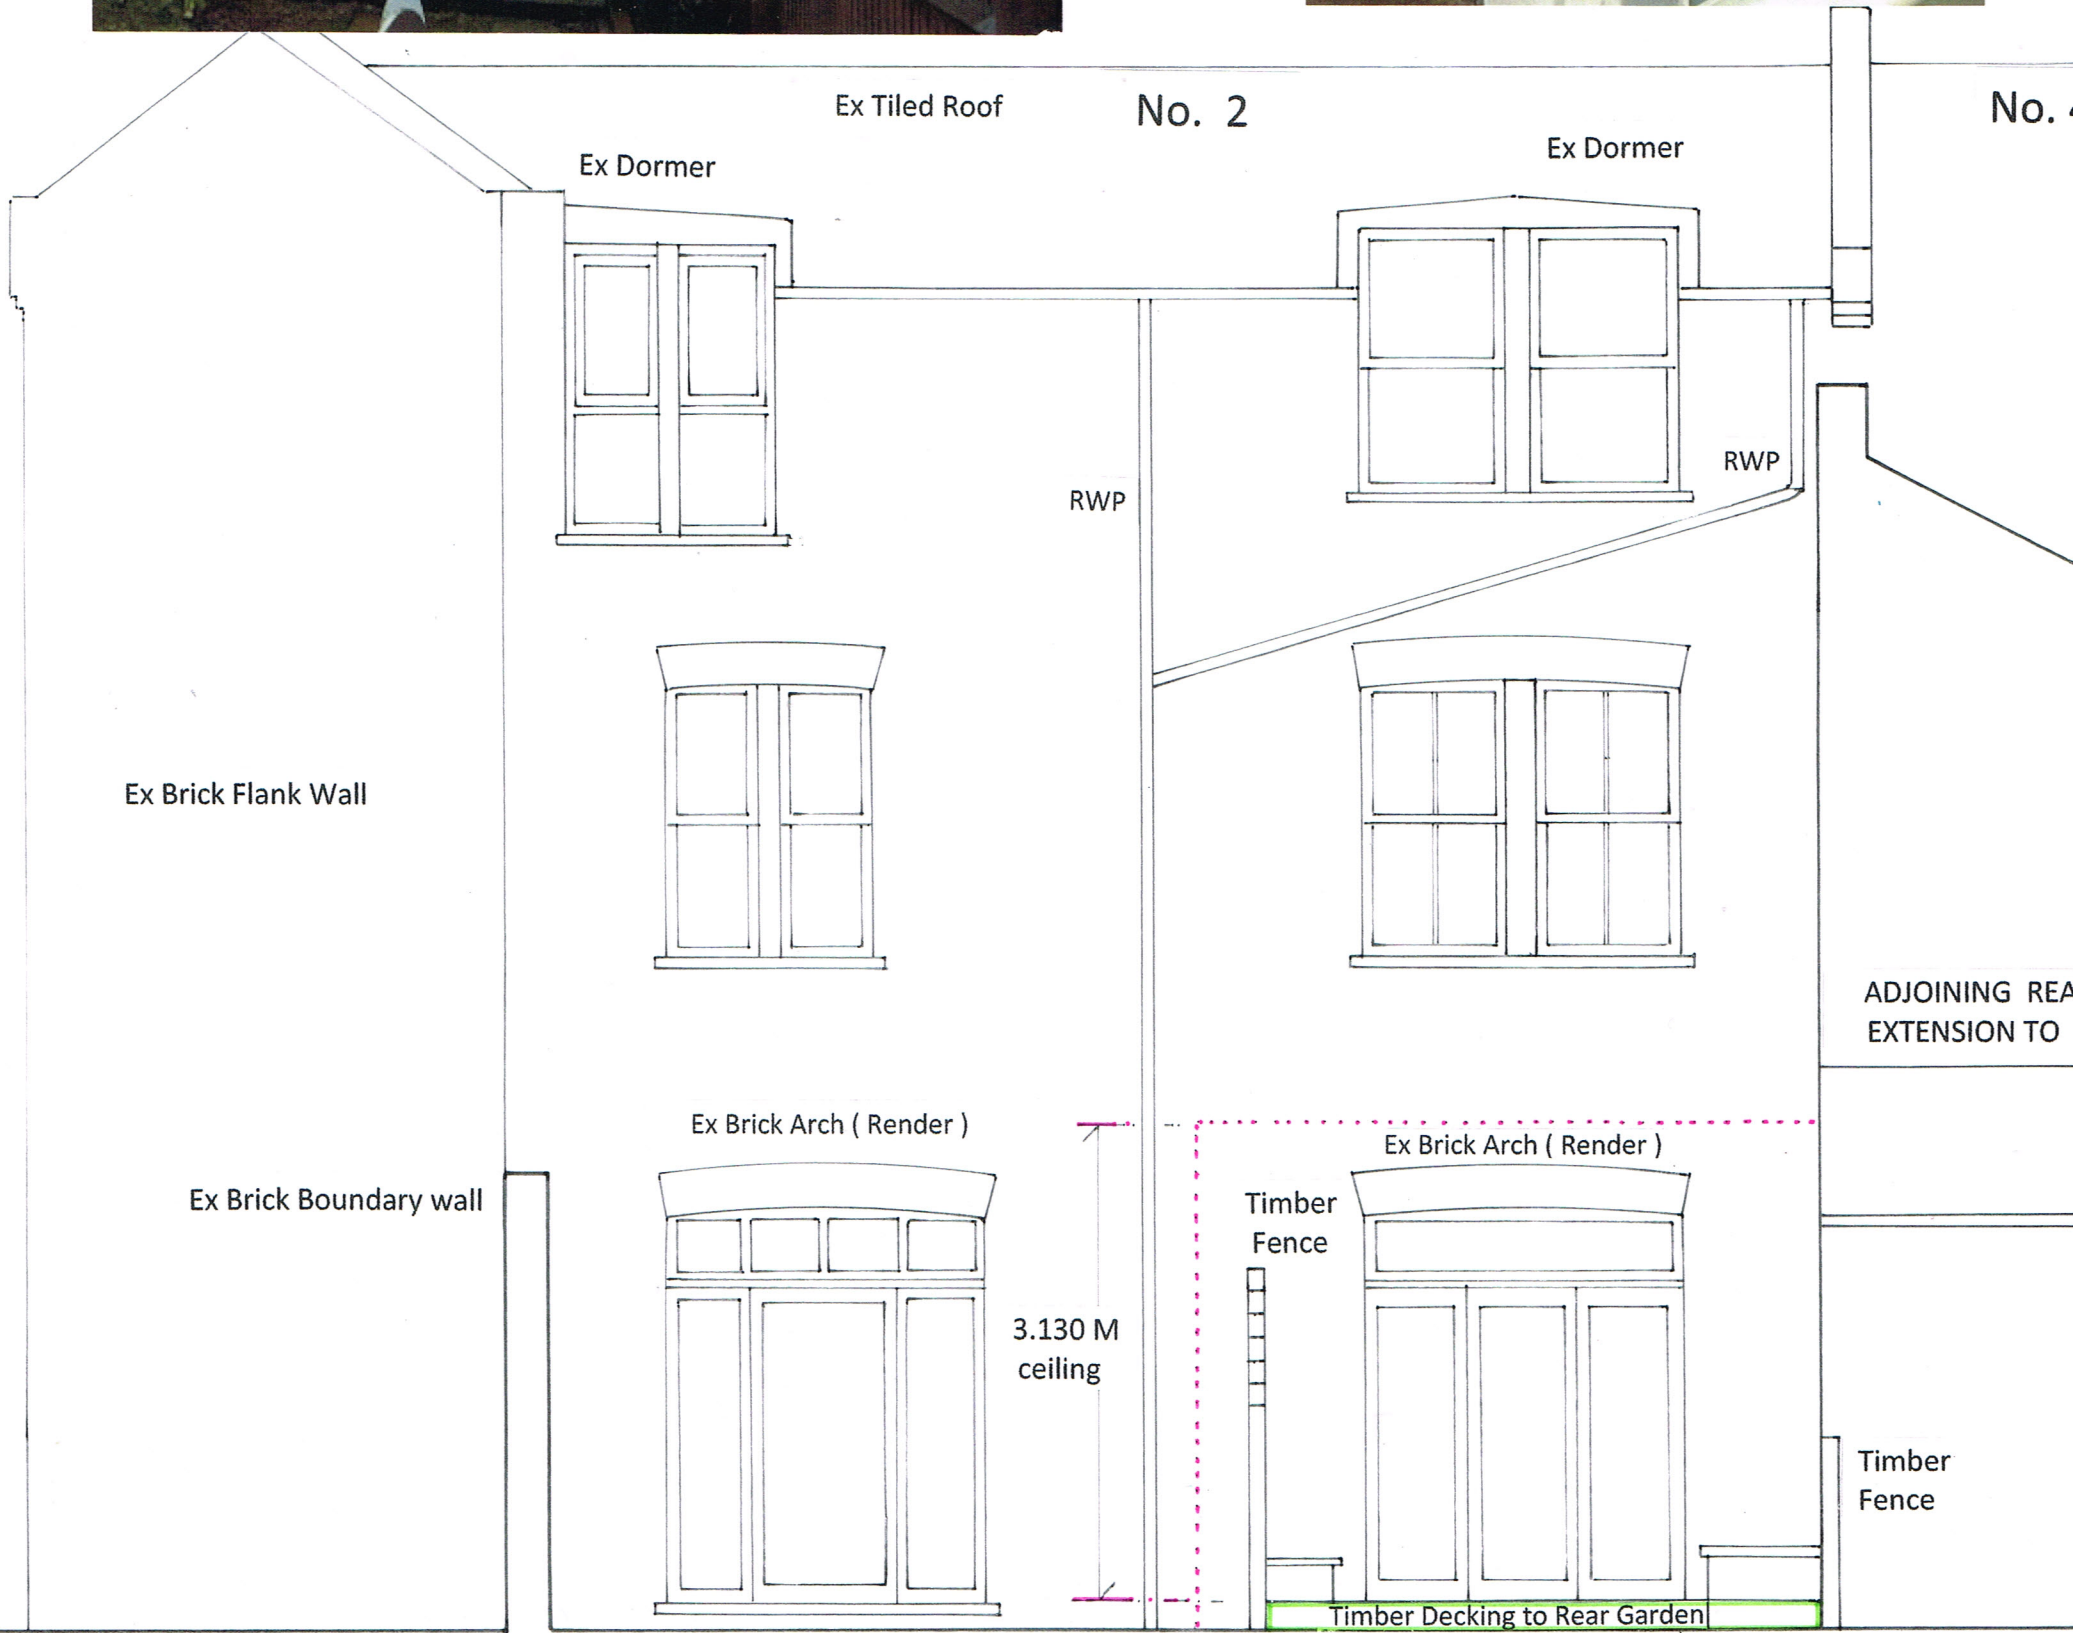 Ex Tiled Roof
No. 2
No.
Ex Dormer
Ex Dormer
RWP
RWP
Ex Brick Flank Wall
ADJOINING
EXTENSION TO
Ex Brick Arch ( Render )
Ex Brick Arch ( Render )
Ex Brick Boundary wall
Timber
Fence
3.130 M
ceiling
Timber
Fence
Timber Decking to Rear Garden